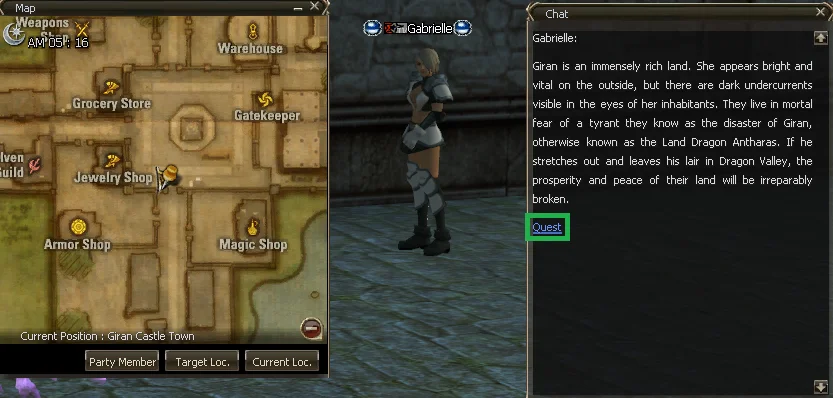 Map
Weapons
Shop
AM 05 : 16
Warehouse
Grocery Store
Gatekeeper
lven
Guild
Jewelry Shop
Armor Shop
Magic Shop
Current Position : Giran Castle Town
Party Member
Target Loc.
Current Loc.
Gabrielle
Chat
Gabrielle:
Giran is an immensely rich land. She appears bright and
vital on the outside, but there are dark undercurrents
visible in the eyes of her inhabitants. They live in mortal
fear of a tyrant they know as the disaster of Giran,
otherwise known as the Land Dragon Antharas. If he
stretches out and leaves his lair in Dragon Valley, the
prosperity and peace of their land will be irreparably
broken.
Quest